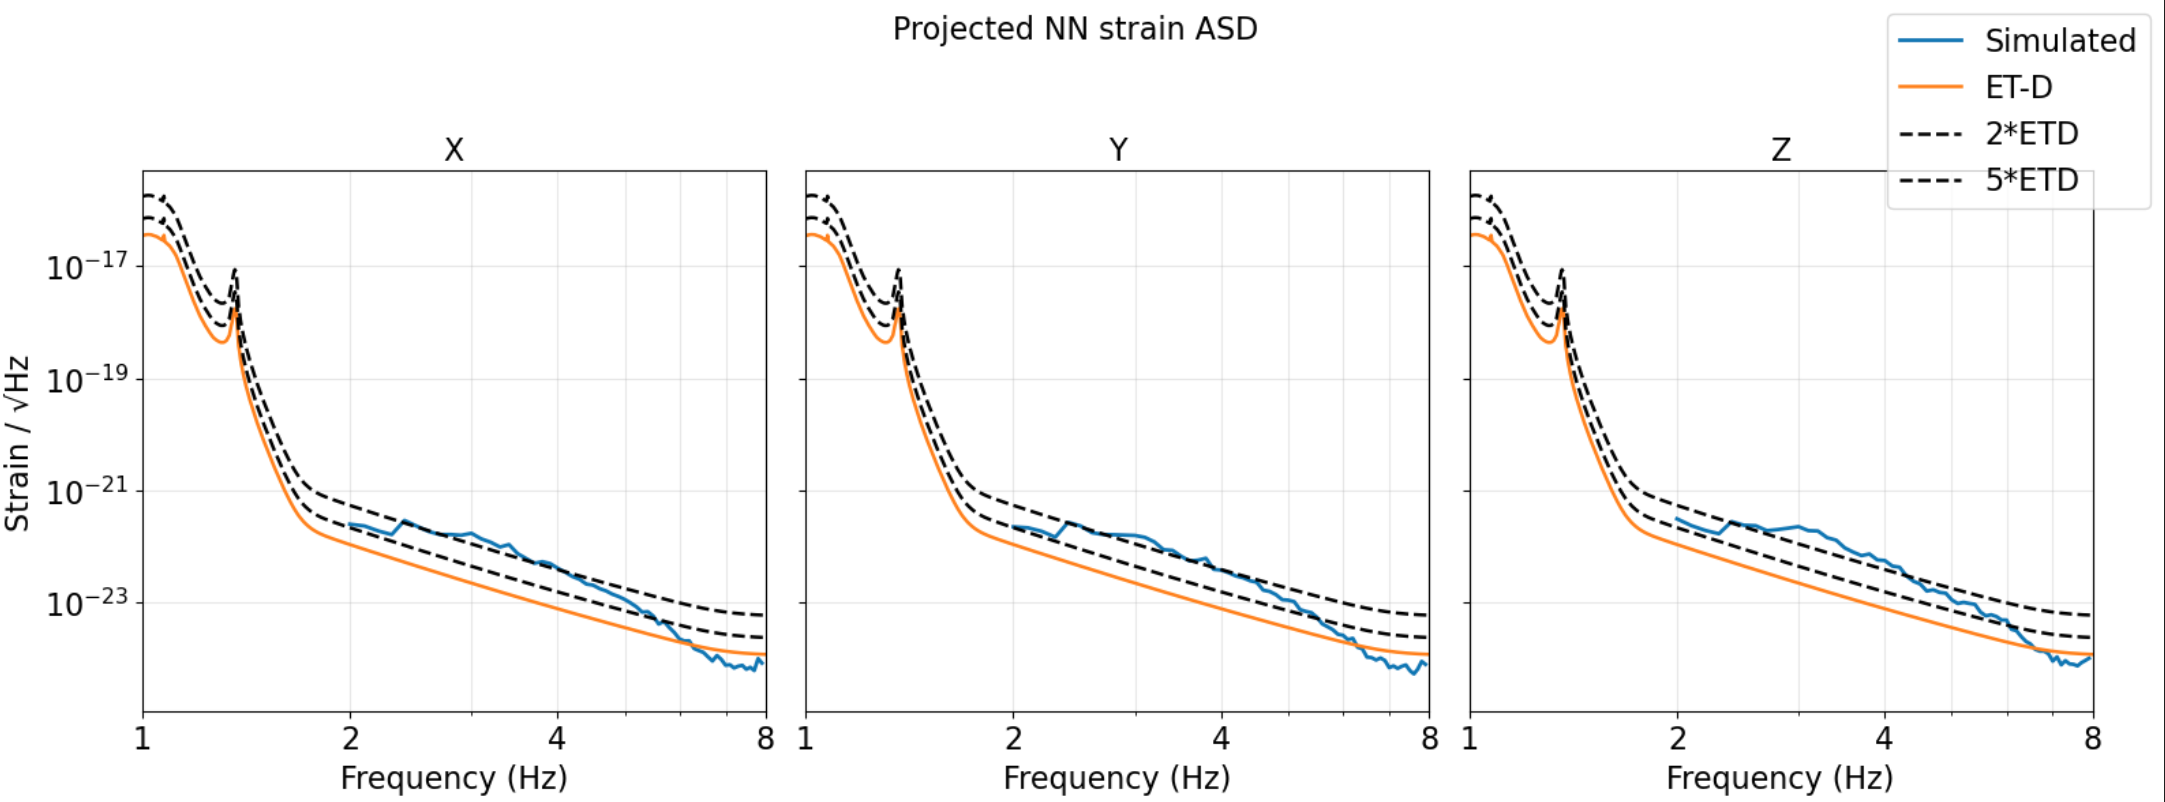 Projected NN strain ASD
Simulated
ET-D
2*ETD
5*ETD
X
Y
Z
Strain / √Hz
10⁻¹⁷
10⁻¹⁹
10⁻²¹
10⁻²³
1 2 4 8
1 2 4 8
1 2 4 8
Frequency (Hz)
Frequency (Hz)
Frequency (Hz)